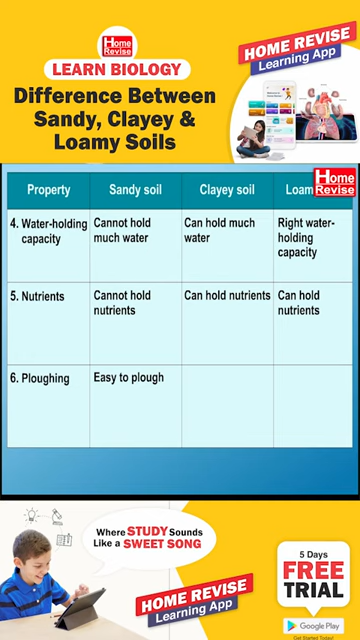 Home
Revise
HOME REVISE
Learning App
LEARN BIOLOGY
Difference Between
Sandy, Clayey &
Loamy Soils
Home
Revise
Property Sandy soil Clayey soil
4. Water-holding capacity Cannot hold much water Can hold much water Right water-holding capacity
5. Nutrients Cannot hold nutrients Can hold nutrients Can hold nutrients
6. Ploughing Easy to plough
Where STUDY Sounds
Like a SWEET SONG
HOME REVISE
Learning App
5 Days
FREE
TRIAL
Google Play
Get Started Today!